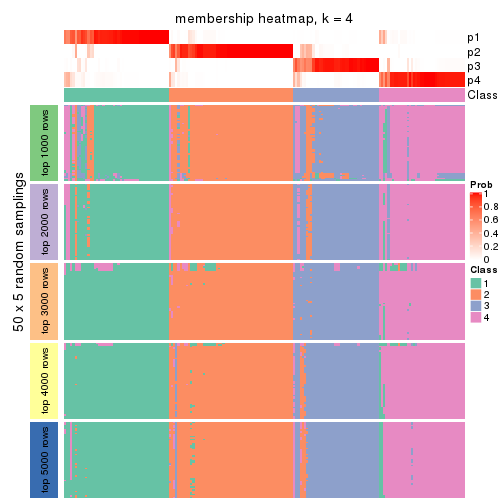 membership heatmap, k = 4
p1
p2
p3
p4
Class
50 x 5 random samplings
top 1000 rows
top 2000 rows
top 3000 rows
top 4000 rows
top 5000 rows
Prob
1
0.8
0.6
0.4
0.2
0
Class
1
2
3
4